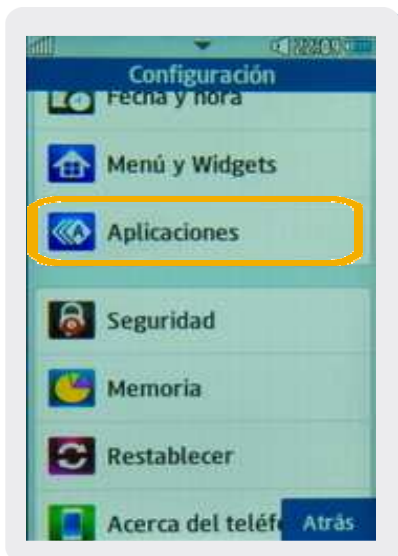 Configuración
Fecha y hora
Menú y Widgets
Aplicaciones
Seguridad
Memoria
Restablecer
Acerca del teléf
Atrás